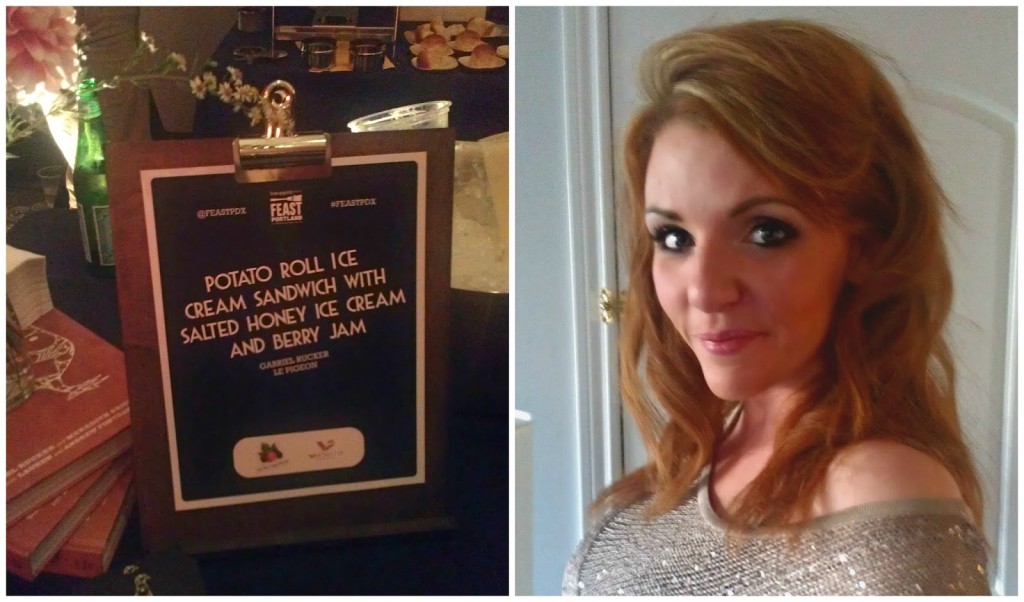 @FEASTPDX
FEAST
PORTLAND
#FEASTPDX
POTATO ROLL ICE
CREAM SANDWICH WITH
SALTED HONEY ICE CREAM
AND BERRY JAM
GABRIEL RUCKER
LE PIGEON